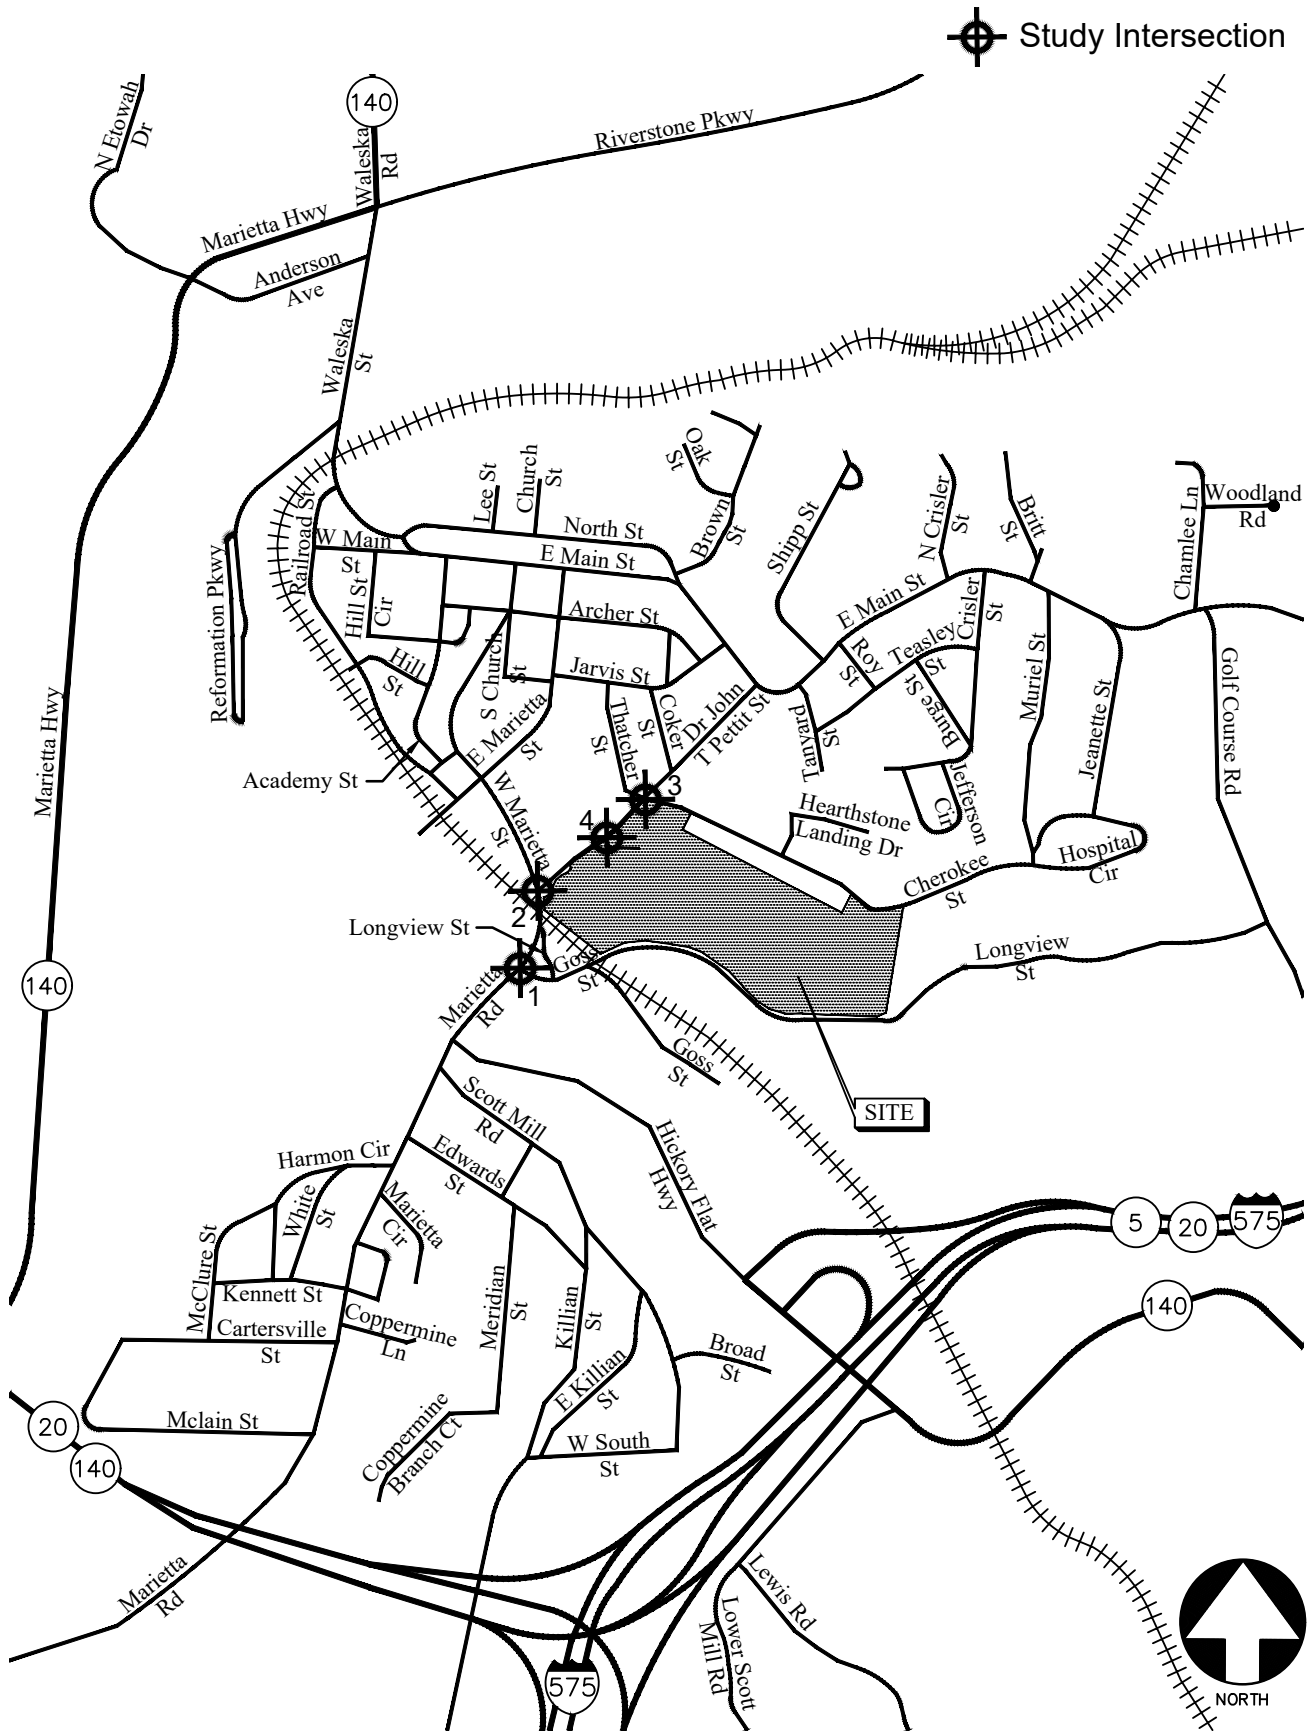 Study Intersection
N Etowah
Dr
140
Waleska
Rd
Riverstone Pkwy
Marietta Hwy
Anderson
Ave
Waleska
St
Oak
St
Lee St
Church
St
North St
E Main St
Brown
St
Shipp St
N Crisler
St
Britt
St
Chamlee Ln
Woodland
Rd
Railroad St
W Main
St
Hill St
Cir
Reformation Pkwy
Archer St
E Main St
Crisler
St
Roy
St
Teasley
St
Burge St
Muriel St
Jeanette St
Golf Course Rd
Hill
St
S Church
St
Jarvis St
E Marietta
St
Thatcher
St
Coker
St
Dr John
T Pettit St
Tanyard
St
Marietta Hwy
Academy St
W Marietta
St
3
4
Hearthstone
Landing Dr
Jefferson
Cir
Hospital
Cir
Cherokee
St
2
Longview St
Longview
St
Goss
St
1
Marietta
Rd
140
Goss
St
SITE
Scott Mill
Rd
Hickory Flat
Hwy
Harmon Cir
Edwards
St
White
St
Marietta
Cir
McClure St
Kennett St
Cartersville
St
Coppermine
Ln
Meridian
St
Killian
St
E Killian
St
Broad
St
5
20
575
140
Mclain St
20
140
Coppermine
Branch Ct
W South
St
Marietta
Rd
Lewis Rd
Lower Scott
Mill Rd
575
NORTH